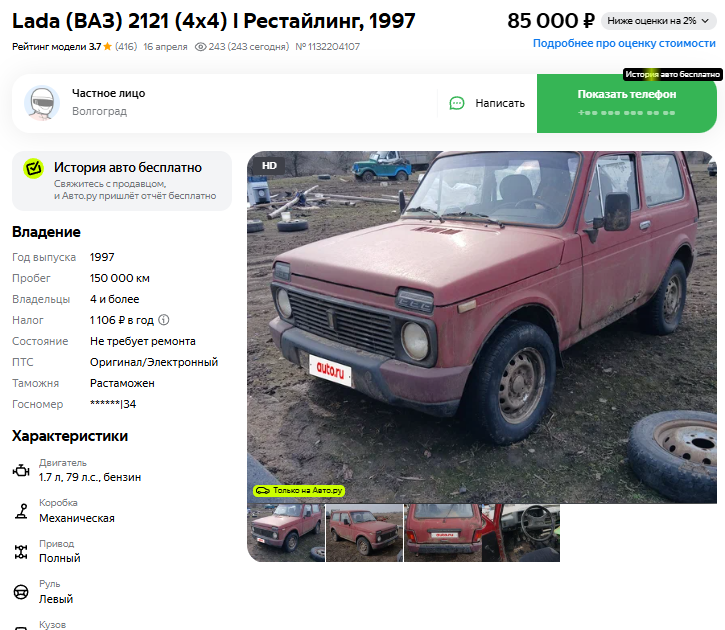 Lada (ВАЗ) 2121 (4x4) I Рестайлинг, 1997
85 000 ₽ Ниже оценки на 2%
Рейтинг модели 3.7 (416) 16 апреля 243 (243 сегодня) № 1132204107
Подробнее про оценку стоимости
История авто бесплатно
Частное лицо
Волгоград
Написать
Показать телефон
+●● ●●● ●●● ●● ●●
История авто бесплатно
Свяжитесь с продавцом,
и Авто.ру пришлёт отчёт бесплатно
HD
Владение
Год выпуска 1997
Пробег 150 000 км
Владельцы 4 и более
Налог 1 106 ₽ в год
Состояние Не требует ремонта
ПТС Оригинал/Электронный
Таможня Растаможен
Госномер ******|34
auto.ru
Характеристики
Двигатель
1.7 л, 79 л.с., бензин
Коробка
Механическая
Привод
Полный
Руль
Левый
Кузов
Только на Авто.ру
auto.ru